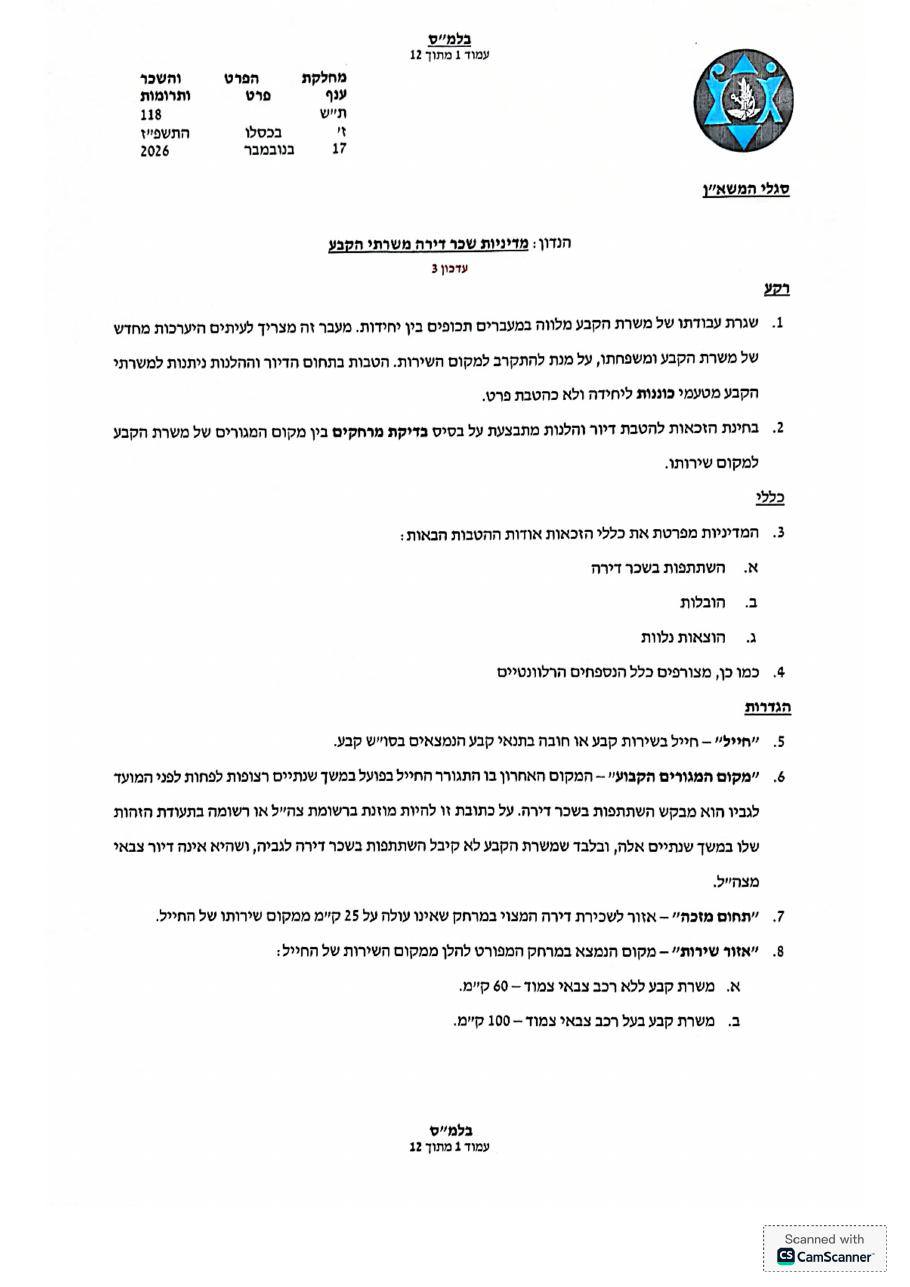 בלמ״ס
עמוד 1 מתוך 12
מחלקת הפרט והשכר
ענף פרט ותרומות
ת״ש 118
ז׳ בכסלו התשפ״ז
17 בנובמבר 2026
סגלי המשא״ן
הנדון: מדיניות שכר דירה משרתי הקבע
עדכון 3
רקע
1. שגרת עבודתו של משרת הקבע מלווה במעברים תכופים בין יחידות. מעבר זה מצריך לעיתים היערכות מחדש
של משרת הקבע ומשפחתו, על מנת להתקרב למקום השירות. הטבות בתחום הדיור וההלנות ניתנות למשרתי
הקבע מטעמי כוננות ליחידה ולא כהטבת פרט.
2. בחינת הזכאות להטבת דיור והלנות מתבצעת על בסיס בדיקת מרחקים בין מקום המגורים של משרת הקבע
למקום שירותו.
כללי
3. המדיניות מפרטת את כללי הזכאות אודות ההטבות הבאות:
א. השתתפות בשכר דירה
ב. הובלות
ג. הוצאות נלוות
4. כמו כן, מצורפים כלל הנספחים הרלוונטיים
הגדרות
5. ״חייל״ – חייל בשירות קבע או חובה בתנאי קבע הנמצאים בסו״ש קבע.
6. ״מקום המגורים הקבוע״ – המקום האחרון בו התגורר החייל בפועל במשך שנתיים רצופות לפחות לפני המועד
לגביו הוא מבקש השתתפות בשכר דירה. על כתובת זו להיות מוזנת ברשומת צה״ל או רשומה בתעודת הזהות
שלו במשך שנתיים אלה, ובלבד שמשרת הקבע לא קיבל השתתפות בשכר דירה לגביה, ושהיא אינה דיור צבאי
מצה״ל.
7. ״תחום מזכה״ – אזור לשכירת דירה המצוי במרחק שאינו עולה על 25 ק״מ ממקום שירותו של החייל.
8. ״אזור שירות״ – מקום הנמצא במרחק המפורט להלן ממקום השירות של החייל:
א. משרת קבע ללא רכב צבאי צמוד – 60 ק״מ.
ב. משרת קבע בעל רכב צבאי צמוד – 100 ק״מ.
בלמ״ס
עמוד 1 מתוך 12
Scanned with
CS CamScanner